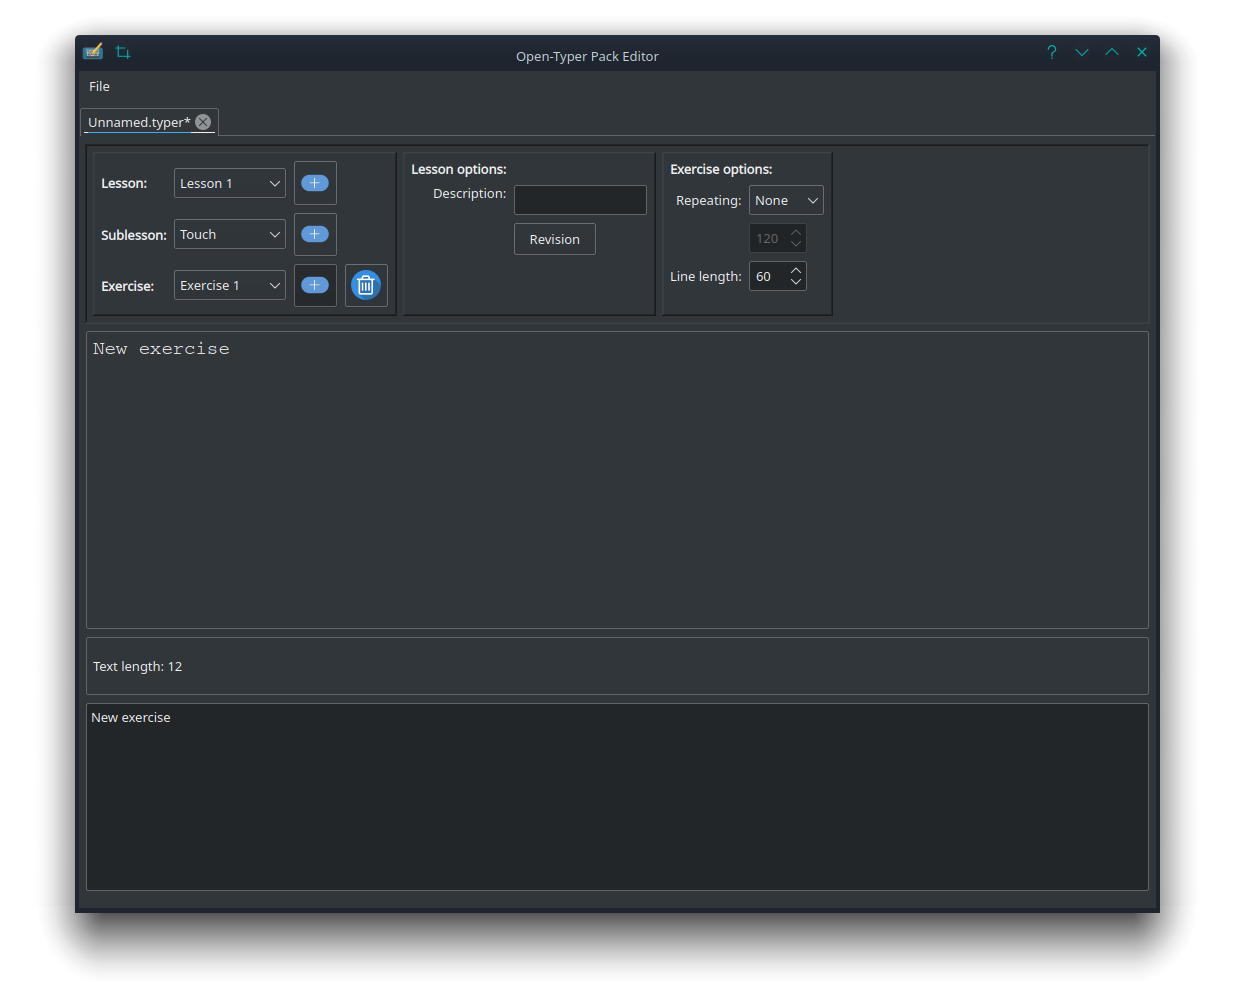 Open-Typer Pack Editor
File
Unnamed.typer*
Lesson: Lesson 1
Sublesson: Touch
Exercise: Exercise 1
Lesson options:
Description:
Revision
Exercise options:
Repeating: None
120
Line length: 60
New exercise
Text length: 12
New exercise